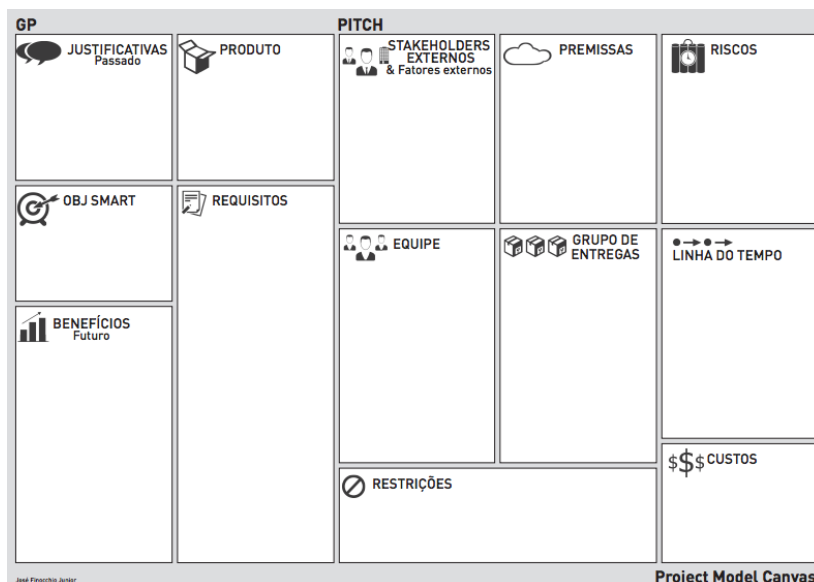 GP
PITCH
JUSTIFICATIVAS
Passado
PRODUTO
STAKEHOLDERS
EXTERNOS
& Fatores externos
PREMISSAS
RISCOS
OBJ SMART
REQUISITOS
EQUIPE
GRUPO DE
ENTREGAS
LINHA DO TEMPO
BENEFÍCIOS
Futuro
RESTRIÇÕES
$$$ CUSTOS
José Finocchio Junior
Project Model Canvas